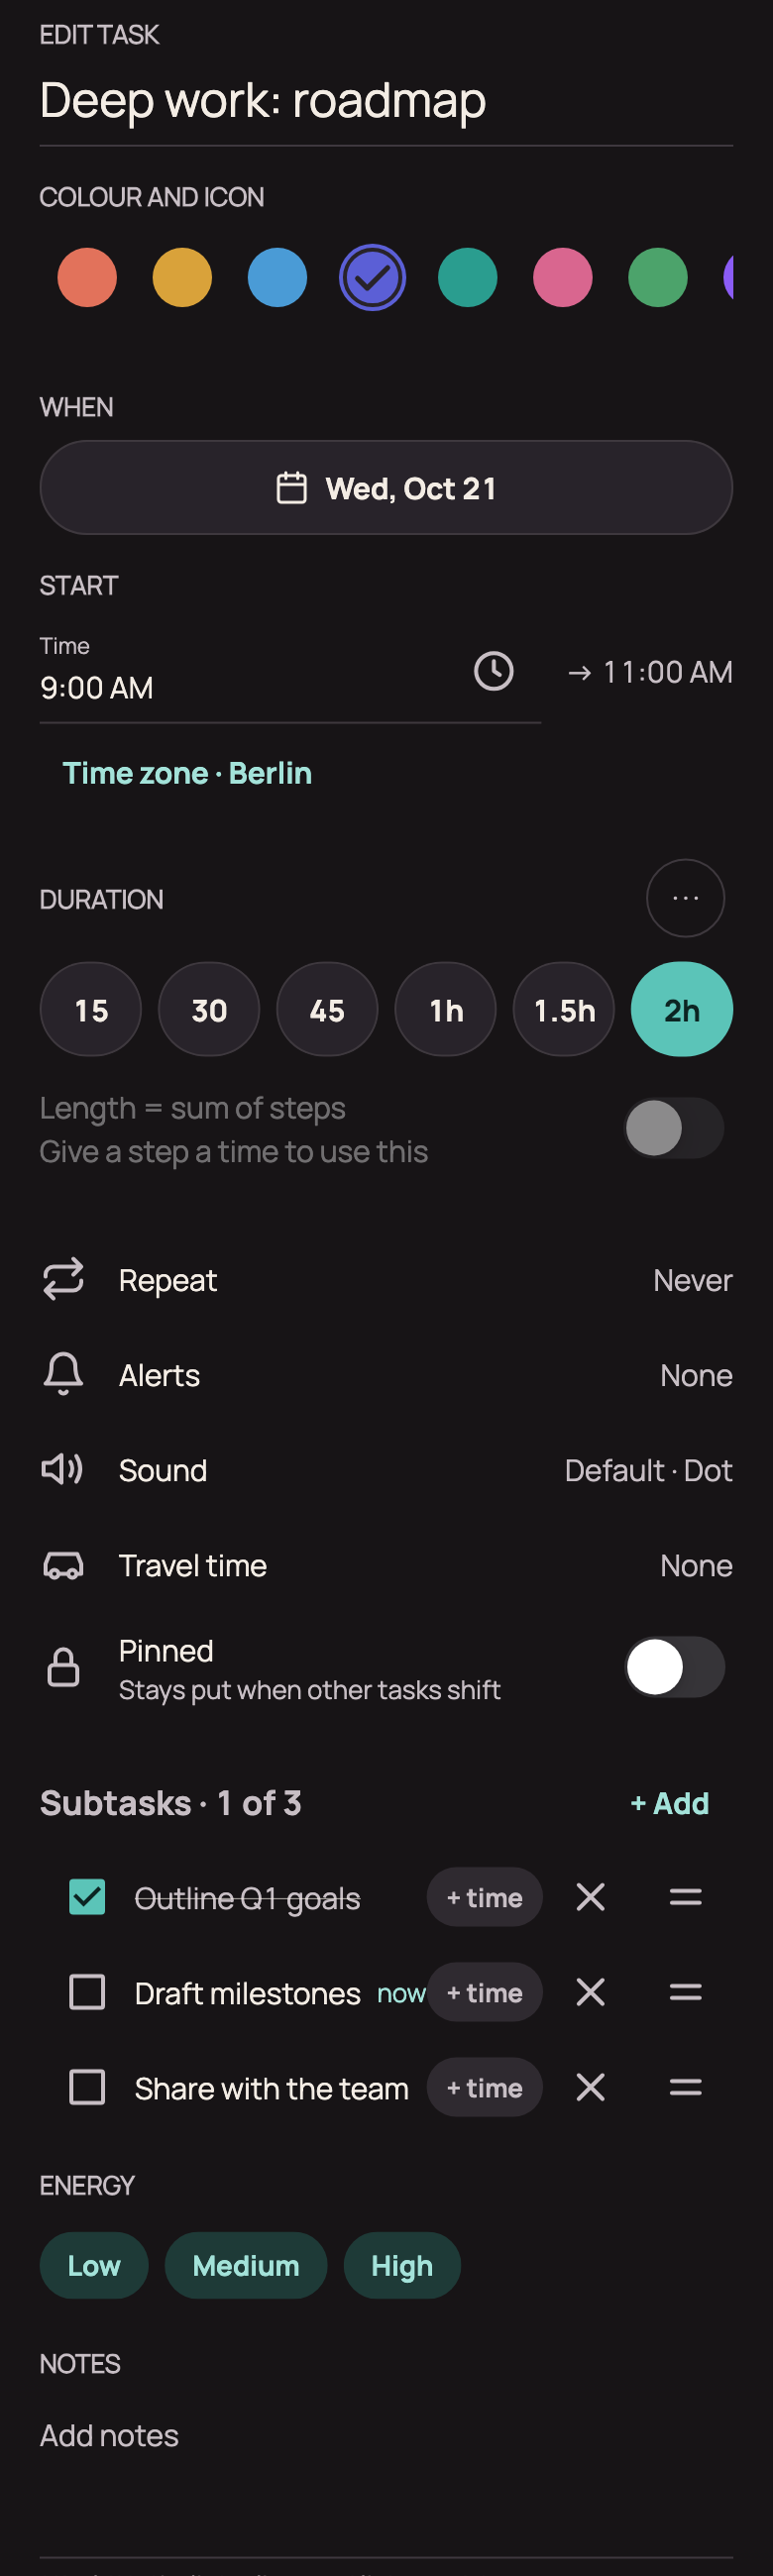 EDIT TASK
Deep work: roadmap
COLOUR AND ICON
WHEN
Wed, Oct 21
START
Time
9:00 AM
→ 11:00 AM
Time zone · Berlin
DURATION
···
15 30 45 1h 1.5h 2h
Length = sum of steps
Give a step a time to use this
Repeat Never
Alerts None
Sound Default · Dot
Travel time None
Pinned
Stays put when other tasks shift
Subtasks · 1 of 3 + Add
Outline Q1 goals + time
Draft milestones now + time
Share with the team + time
ENERGY
Low Medium High
NOTES
Add notes